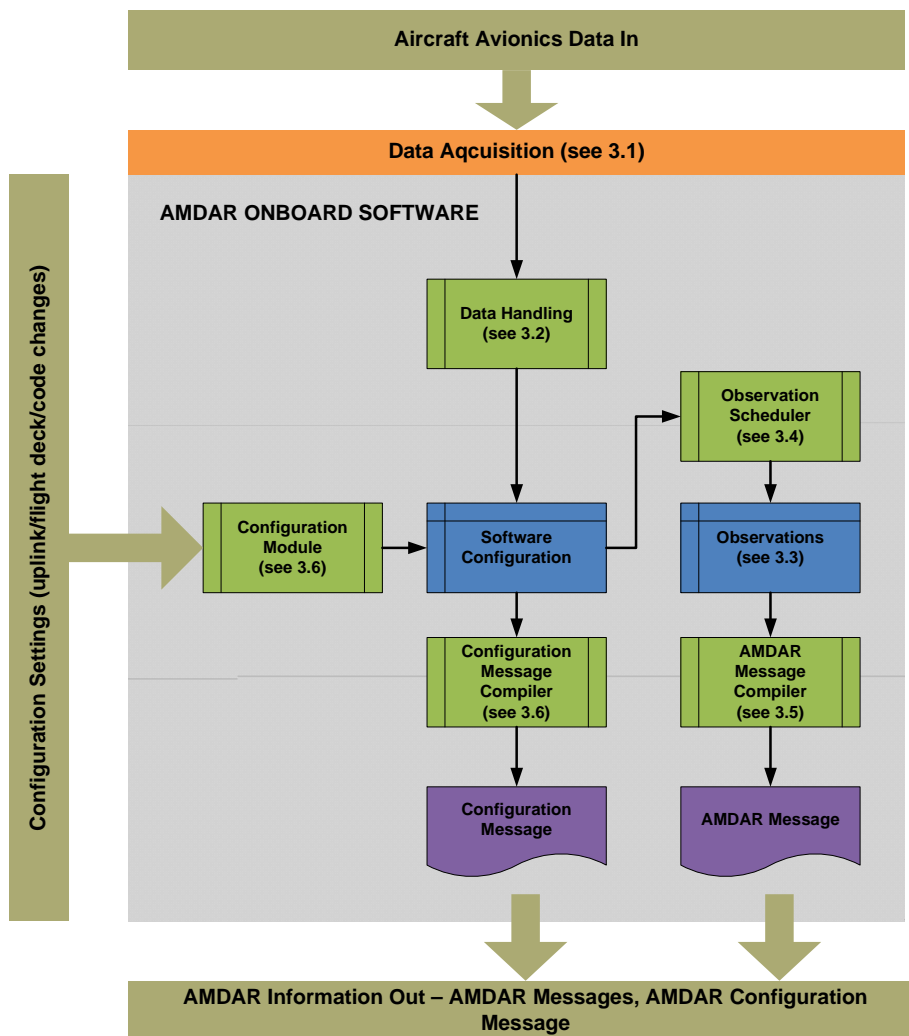 Aircraft Avionics Data In
Data Aqcuisition (see 3.1)
Configuration Settings (uplink/flight deck/code changes)
AMDAR ONBOARD SOFTWARE
Data Handling
(see 3.2)
Observation
Scheduler
(see 3.4)
Configuration
Module
(see 3.6)
Software
Configuration
Observations
(see 3.3)
Configuration
Message
Compiler
(see 3.6)
AMDAR
Message
Compiler
(see 3.5)
Configuration
Message
AMDAR Message
AMDAR Information Out – AMDAR Messages, AMDAR Configuration
Message